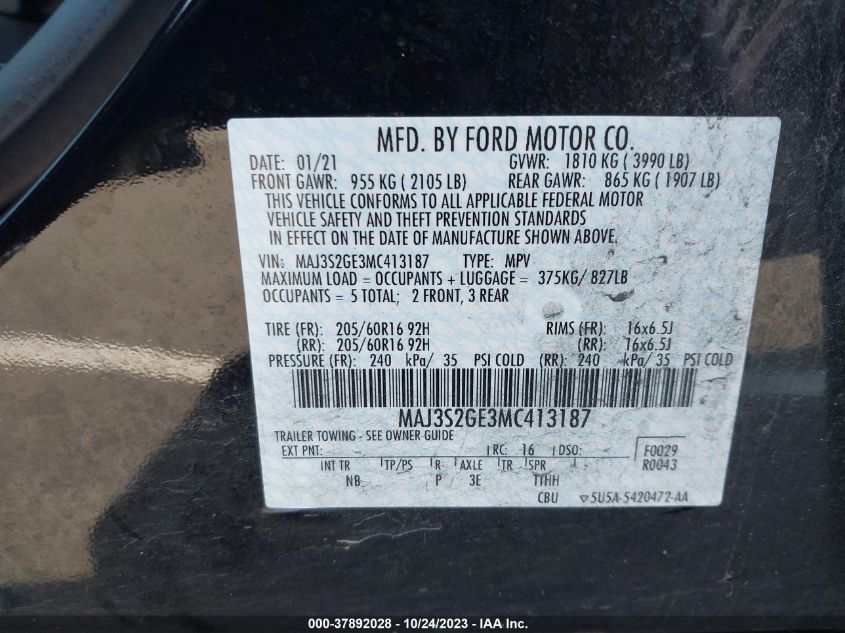 MFD. BY FORD MOTOR CO.
DATE: 01/21 GVWR: 1810 KG ( 3990 LB)
FRONT GAWR: 955 KG ( 2105 LB) REAR GAWR: 865 KG ( 1907 LB)
THIS VEHICLE CONFORMS TO ALL APPLICABLE FEDERAL MOTOR
VEHICLE SAFETY AND THEFT PREVENTION STANDARDS
IN EFFECT ON THE DATE OF MANUFACTURE SHOWN ABOVE.
VIN: MAJ3S2GE3MC413187 TYPE: MPV
MAXIMUM LOAD = OCCUPANTS + LUGGAGE = 375KG/ 827LB
OCCUPANTS = 5 TOTAL; 2 FRONT, 3 REAR
TIRE (FR): 205/60R16 92H RIMS (FR): 16x6.5J
(RR): 205/60R16 92H (RR): 16x6.5J
PRESSURE (FR): 240 kPa/ 35 PSI COLD (RR): 240 kPa/ 35 PSI COLD
MAJ3S2GE3MC413187
TRAILER TOWING - SEE OWNER GUIDE
EXT PNT: RC: 16 DSO: F0029
INT TR TP/PS R AXLE TR SPR R0043
NB P 3E TTHH
CBU 5U5A-5420472-AA
000-37892028 - 10/24/2023 - IAA Inc.